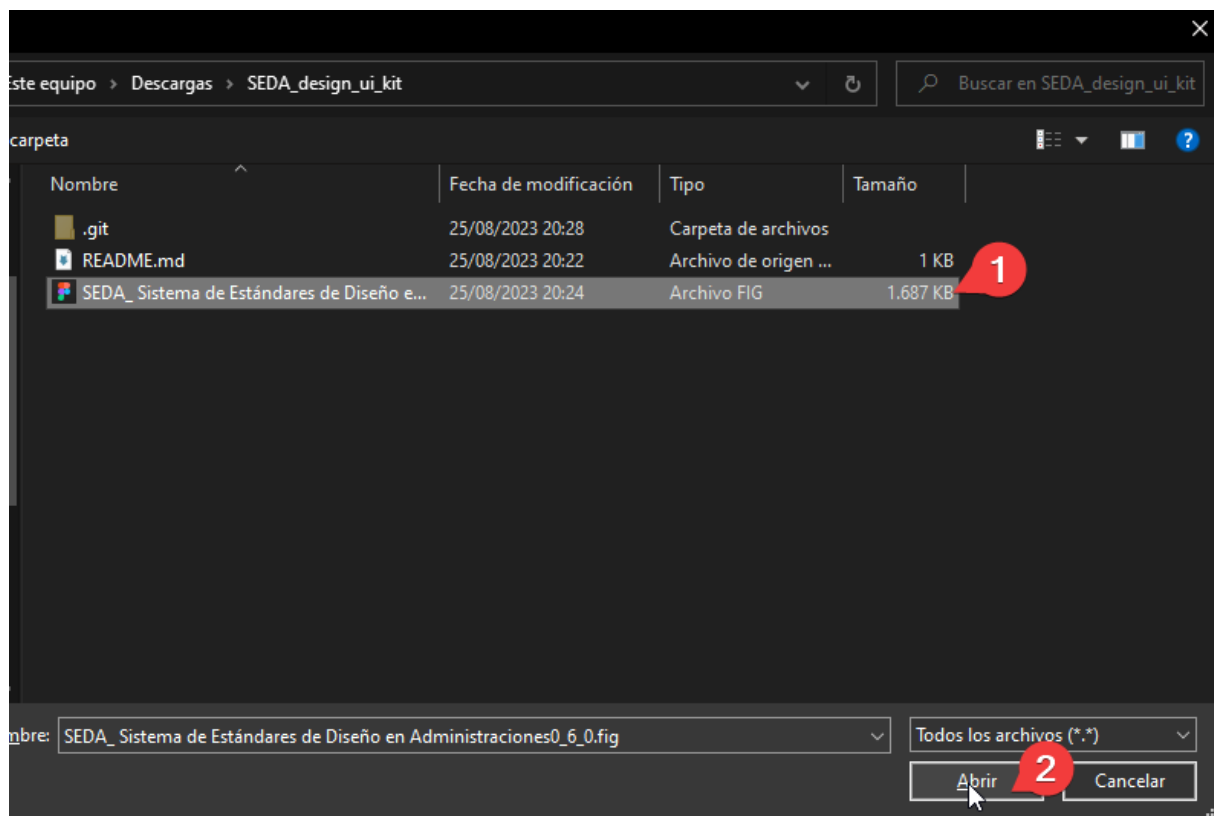 Este equipo > Descargas > SEDA_design_ui_kit
Buscar en SEDA_design_ui_kit
carpeta
?
Nombre Fecha de modificación Tipo Tamaño
.git 25/08/2023 20:28 Carpeta de archivos
README.md 25/08/2023 20:22 Archivo de origen ... 1 KB
1
SEDA_ Sistema de Estándares de Diseño e... 25/08/2023 20:24 Archivo FIG 1.687 KB
mbre: SEDA_ Sistema de Estándares de Diseño en Administraciones0_6_0.fig Todos los archivos (*.*)
Abrir 2 Cancelar